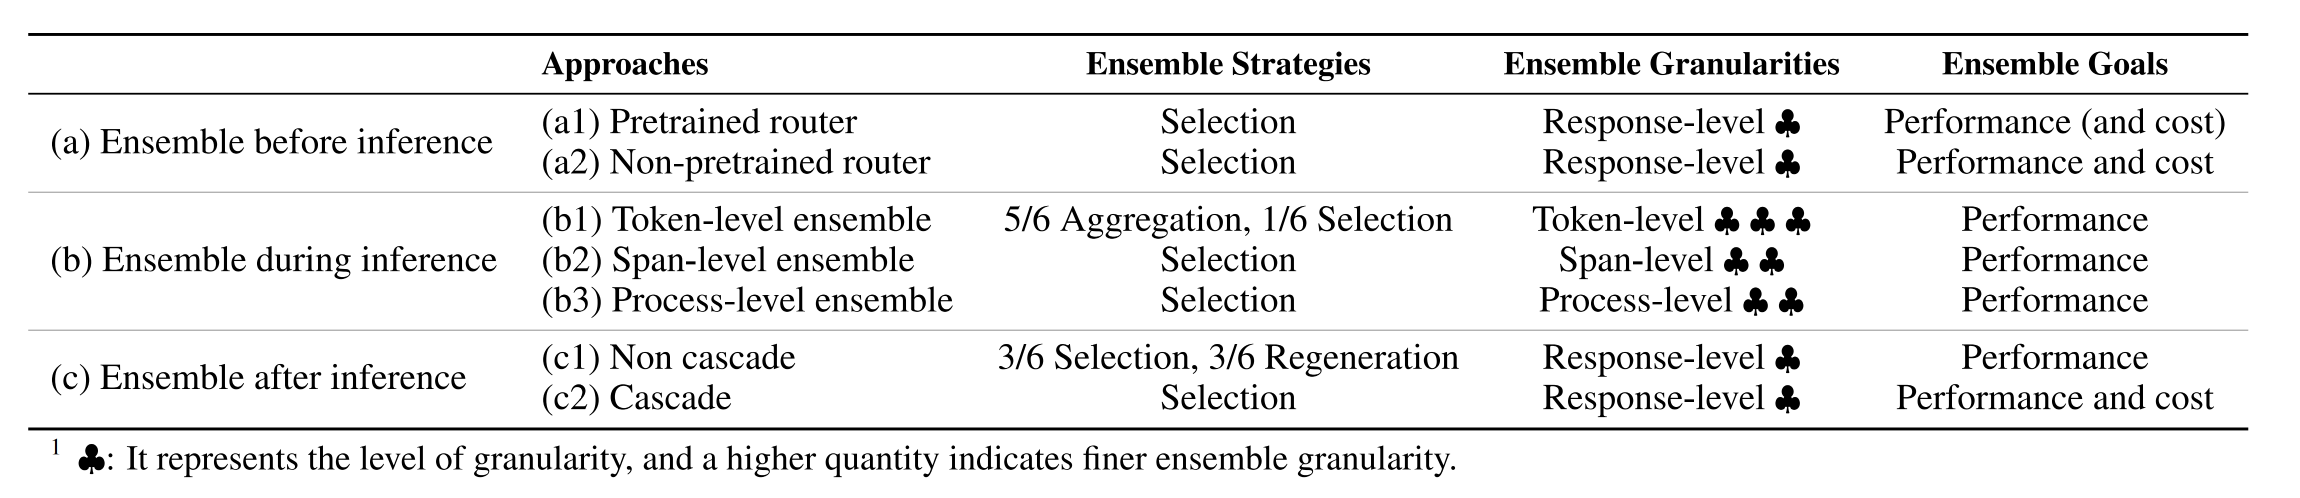 Approaches Ensemble Strategies Ensemble Granularities Ensemble Goals
(a) Ensemble before inference
(a1) Pretrained router Selection Response-level ♣ Performance (and cost)
(a2) Non-pretrained router Selection Response-level ♣ Performance and cost
(b) Ensemble during inference
(b1) Token-level ensemble 5/6 Aggregation, 1/6 Selection Token-level ♣ ♣ ♣ Performance
(b2) Span-level ensemble Selection Span-level ♣ ♣ Performance
(b3) Process-level ensemble Selection Process-level ♣ ♣ Performance
(c) Ensemble after inference
(c1) Non cascade 3/6 Selection, 3/6 Regeneration Response-level ♣ Performance
(c2) Cascade Selection Response-level ♣ Performance and cost
1 ♣: It represents the level of granularity, and a higher quantity indicates finer ensemble granularity.